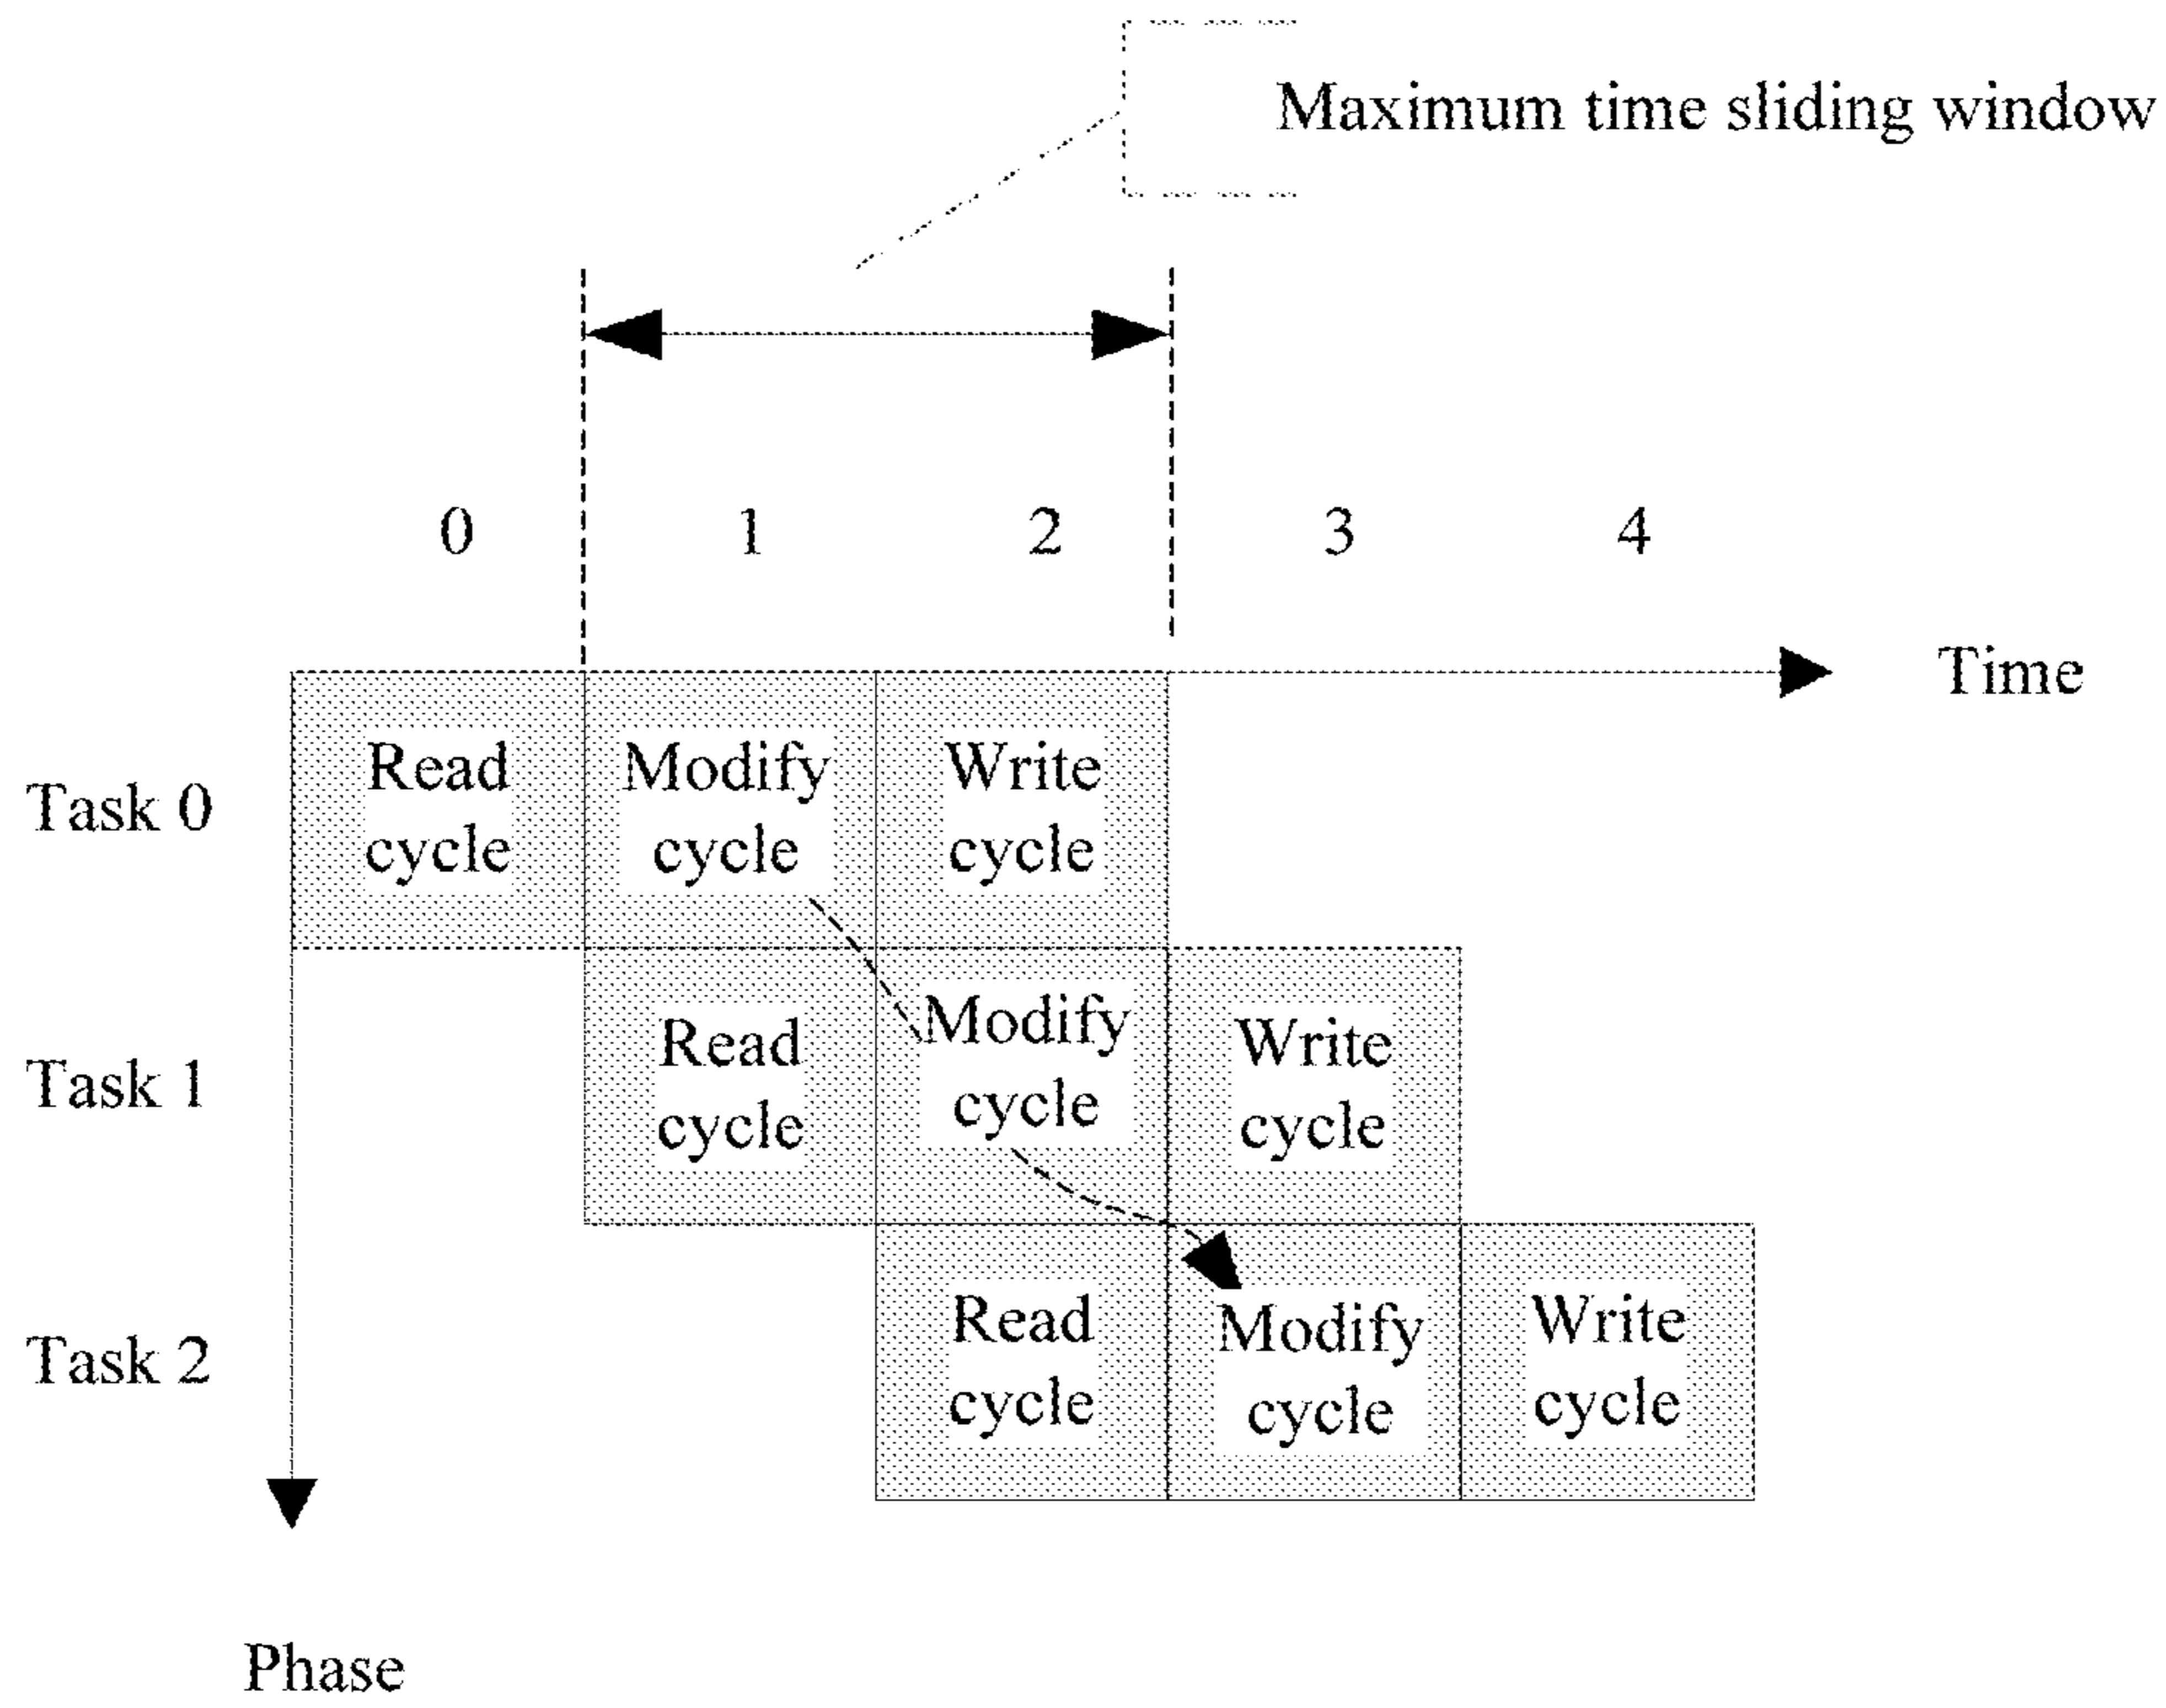 Maximum time sliding window
0 1 2 3 4
Time
Task 0
Read
cycle
Modify
cycle
Write
cycle
Task 1
Read
cycle
Modify
cycle
Write
cycle
Task 2
Read
cycle
Modify
cycle
Write
cycle
Phase